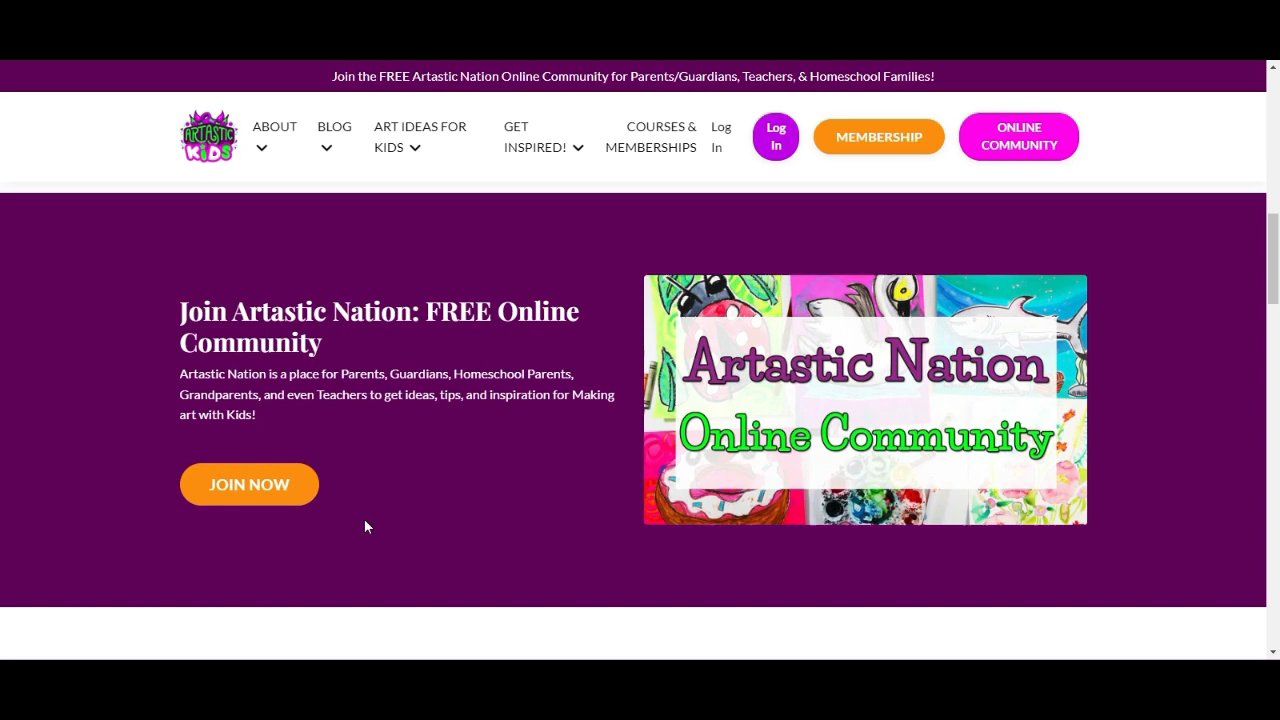 Join the FREE Artastic Nation Online Community for Parents/Guardians, Teachers, & Homeschool Families!
ARTASTIC
KiDS
ABOUT
BLOG
ART IDEAS FOR
KIDS
GET
INSPIRED!
COURSES &
MEMBERSHIPS
Log
In
Log
In
MEMBERSHIP
ONLINE
COMMUNITY
Join Artastic Nation: FREE Online
Community
Artastic Nation is a place for Parents, Guardians, Homeschool Parents,
Grandparents, and even Teachers to get ideas, tips, and inspiration for Making
art with Kids!
JOIN NOW
Artastic Nation
Online Community